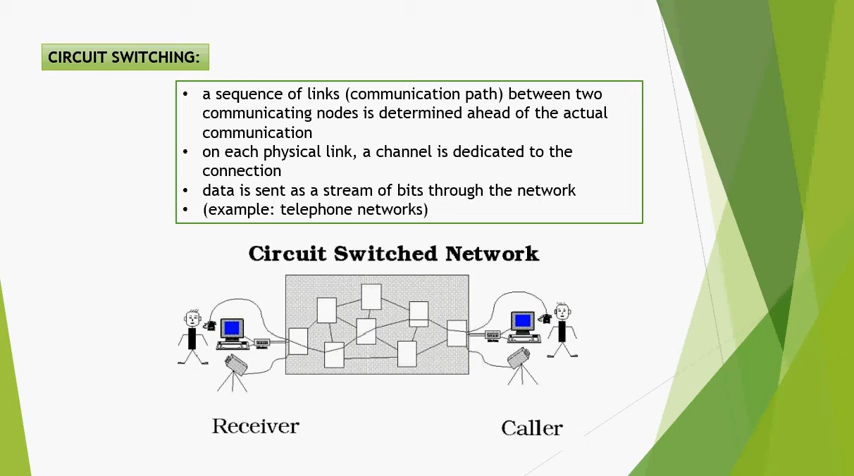 CIRCUIT SWITCHING:
• a sequence of links (communication path) between two
communicating nodes is determined ahead of the actual
communication
• on each physical link, a channel is dedicated to the
connection
• data is sent as a stream of bits through the network
• (example: telephone networks)
Circuit Switched Network
Receiver
Caller